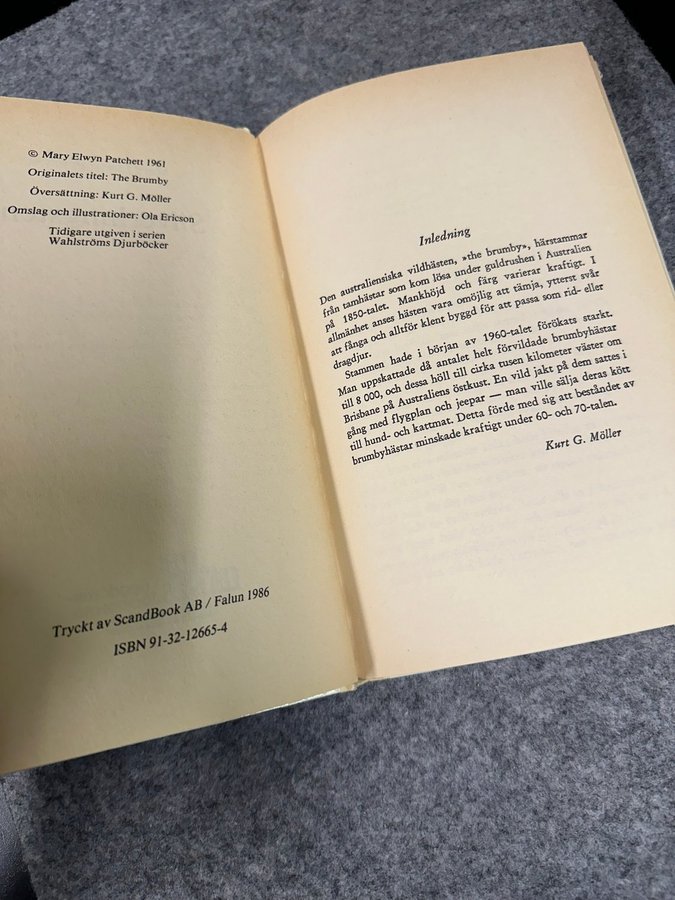 © Mary Elwyn Patchett 1961
Originalets titel: The Brumby
Översättning: Kurt G. Möller
Omslag och illustrationer: Ola Ericson
Tidigare utgiven i serien
Wahlströms Djurböcker
Tryckt av ScandBook AB / Falun 1986
ISBN 91-32-12665-4
Inledning
Den australiensiska vildhästen, »the brumby», härstammar
från tamhästar som kom lösa under guldrushen i Australien
på 1850-talet. Mankhöjd och färg varierar kraftigt. I
allmänhet anses hästen vara omöjlig att tämja, ytterst svår
att fånga och alltför klent byggd för att passa som rid- eller
dragdjur.
Stammen hade i början av 1960-talet förökats starkt.
Man uppskattade då antalet helt förvildade brumbyhästar
till 8 000, och dessa höll till cirka tusen kilometer väster om
Brisbane på Australiens östkust. En vild jakt på dem sattes i
gång med flygplan och jeepar — man ville sälja deras kött
till hund- och kattmat. Detta förde med sig att beståndet av
brumbyhästar minskade kraftigt under 60- och 70-talen.
Kurt G. Möller